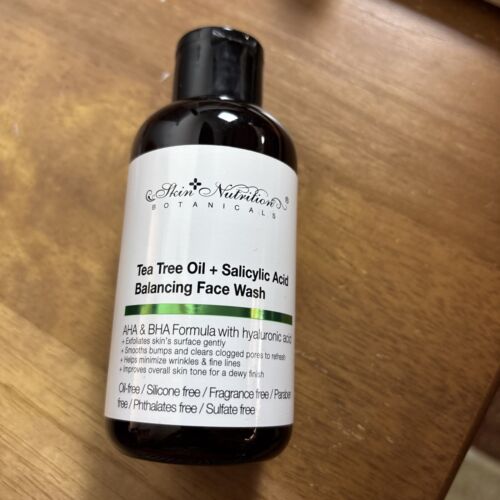 Skin Nutrition®
BOTANICALS
Tea Tree Oil + Salicylic Acid
Balancing Face Wash
AHA & BHA Formula with hyaluronic acid
+ Exfoliates skin's surface gently
+ Smooths bumps and clears clogged pores to refresh
+ Helps minimize wrinkles & fine lines
+ Improves overall skin tone for a dewy finish
Oil-free / Silicone free / Fragrance free / Paraben
free / Phthalates free / Sulfate free